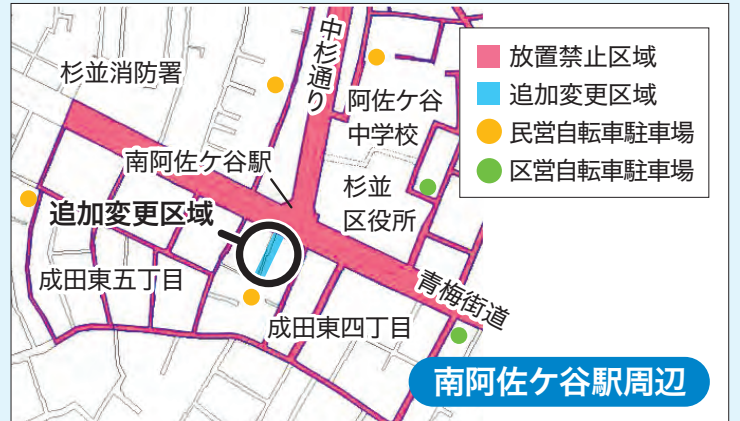 杉並消防署
中杉通り
阿佐ケ谷
中学校
南阿佐ケ谷駅
杉並
区役所
追加変更区域
成田東五丁目
成田東四丁目
青梅街道
放置禁止区域
追加変更区域
民営自転車駐車場
区営自転車駐車場
南阿佐ケ谷駅周辺